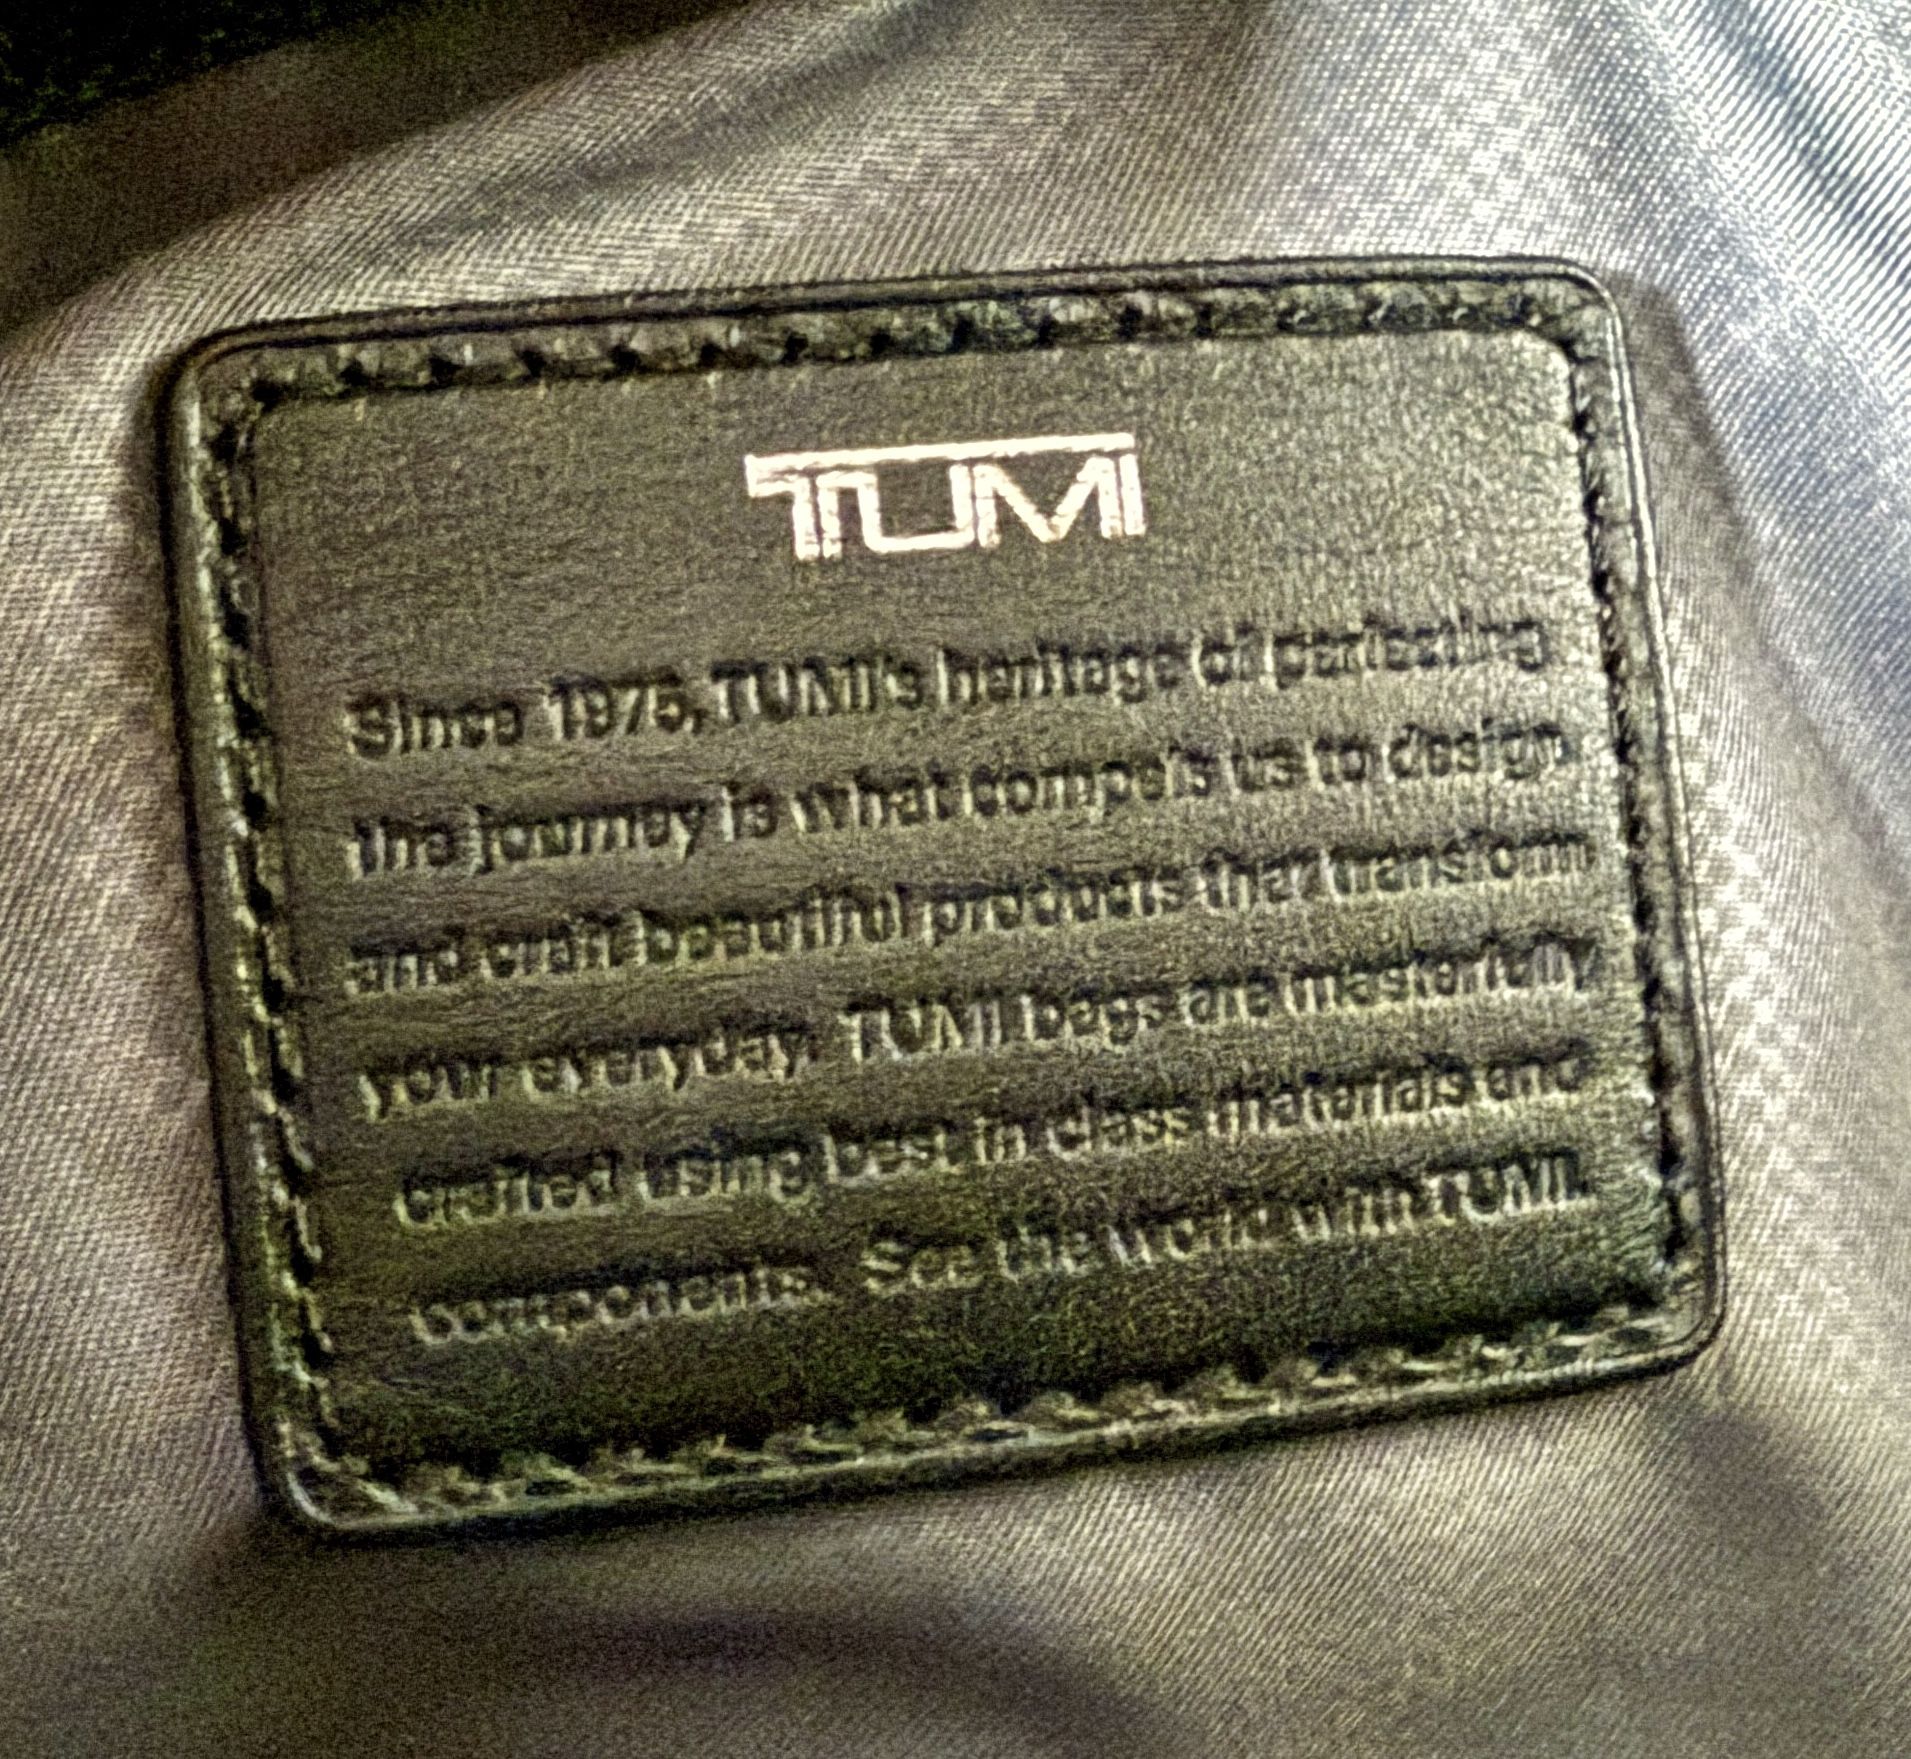 TUMI
Since 1975, TUMI's heritage of perfecting
the journey is what compels us to design
and craft beautiful products that transform
your everyday. TUMI bags are masterfully
crafted using best in class materials and
components. See the world with TUMI.